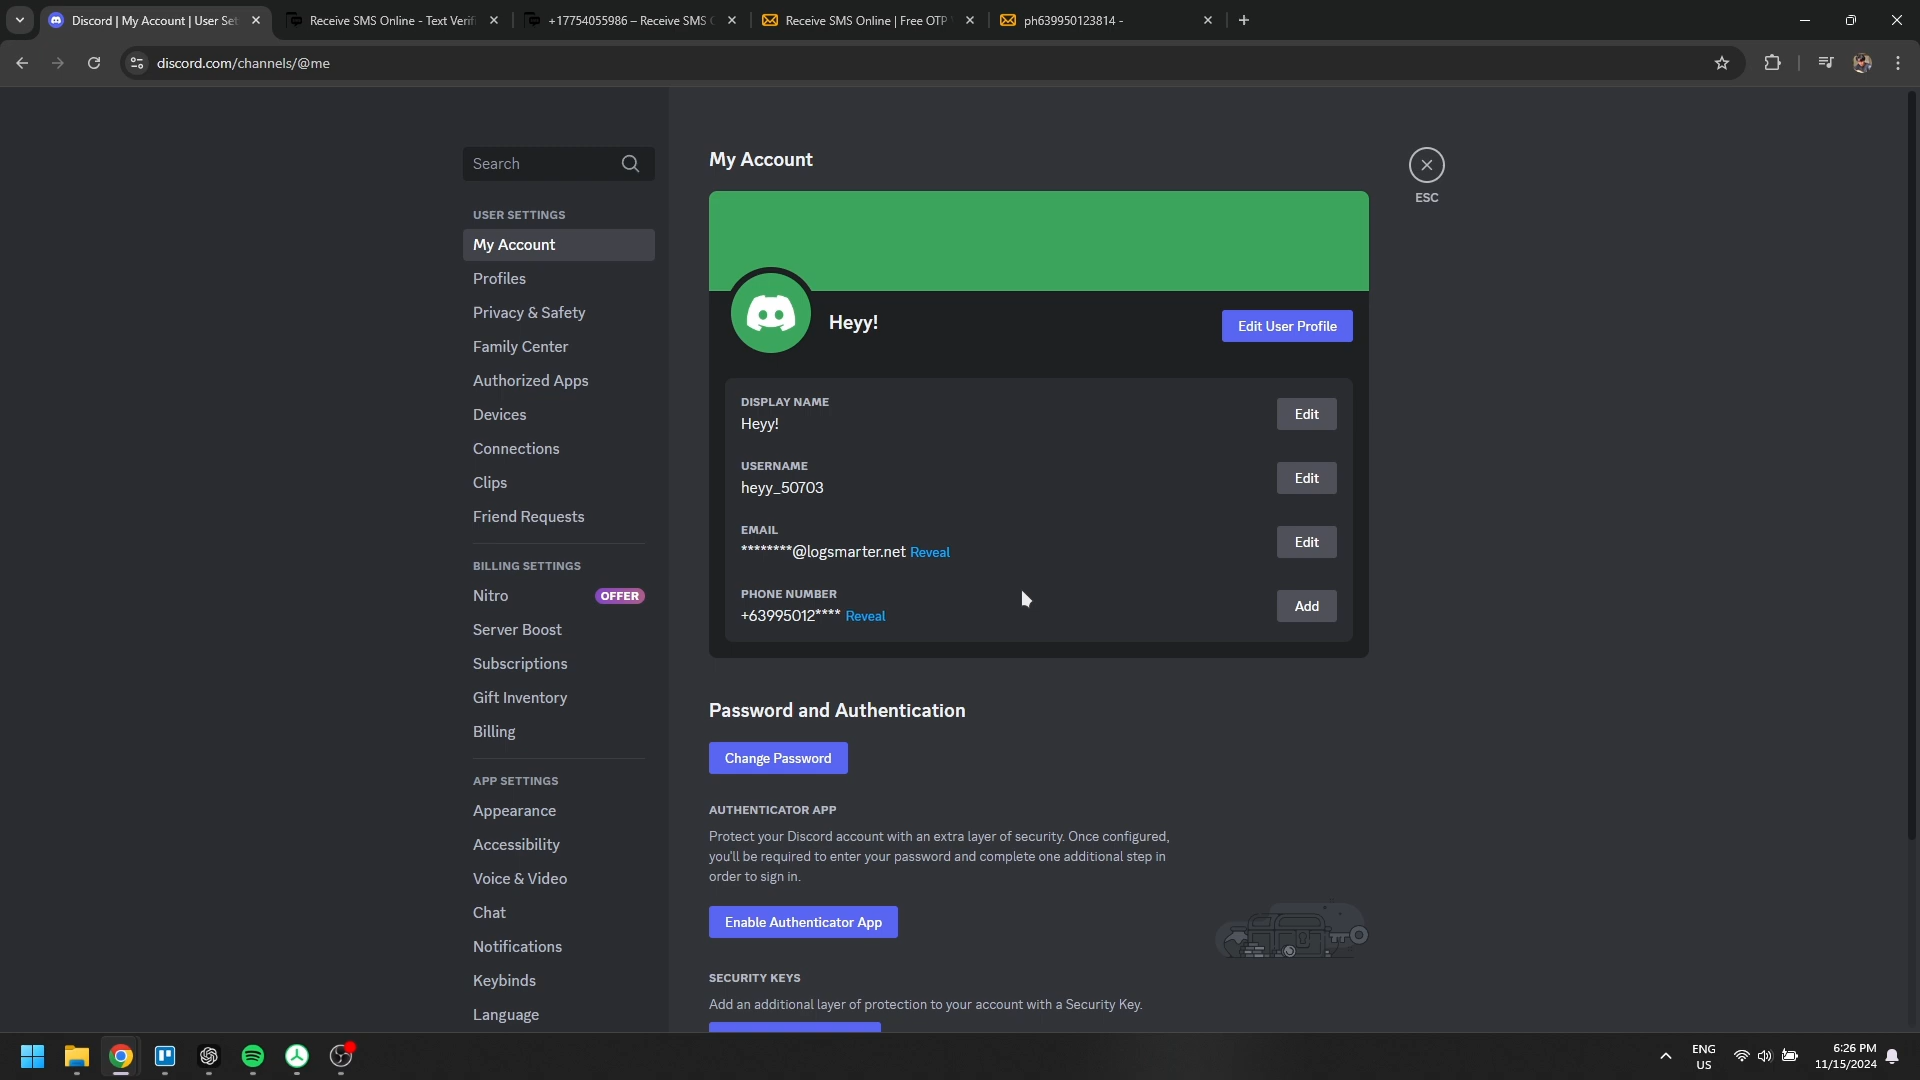 Discord | My Account | User Set
Receive SMS Online - Text Verifi
+17754055986 – Receive SMS O
Receive SMS Online | Free OTP
ph639950123814 -
discord.com/channels/@me
Search
USER SETTINGS
My Account
Profiles
Privacy & Safety
Family Center
Authorized Apps
Devices
Connections
Clips
Friend Requests
BILLING SETTINGS
Nitro
OFFER
Server Boost
Subscriptions
Gift Inventory
Billing
APP SETTINGS
Appearance
Accessibility
Voice & Video
Chat
Notifications
Keybinds
Language
My Account
ESC
Heyy!
Edit User Profile
DISPLAY NAME
Heyy!
Edit
USERNAME
heyy_50703
Edit
EMAIL
********@logsmarter.net Reveal
Edit
PHONE NUMBER
+63995012**** Reveal
Add
Password and Authentication
Change Password
AUTHENTICATOR APP
Protect your Discord account with an extra layer of security. Once configured,
you'll be required to enter your password and complete one additional step in
order to sign in.
Enable Authenticator App
SECURITY KEYS
Add an additional layer of protection to your account with a Security Key.
ENG
US
6:26 PM
11/15/2024